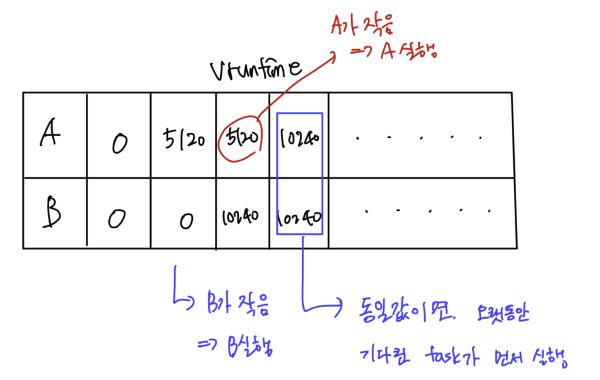 A가 작음
=> A 실행
Vruntime
A 0 5120 5120 10240 . - . . .
B 0 0 10240 10240 . - . . .
B가 작음
=> B실행
동일값이면. 오랫동안
기다린 task가 먼저 실행